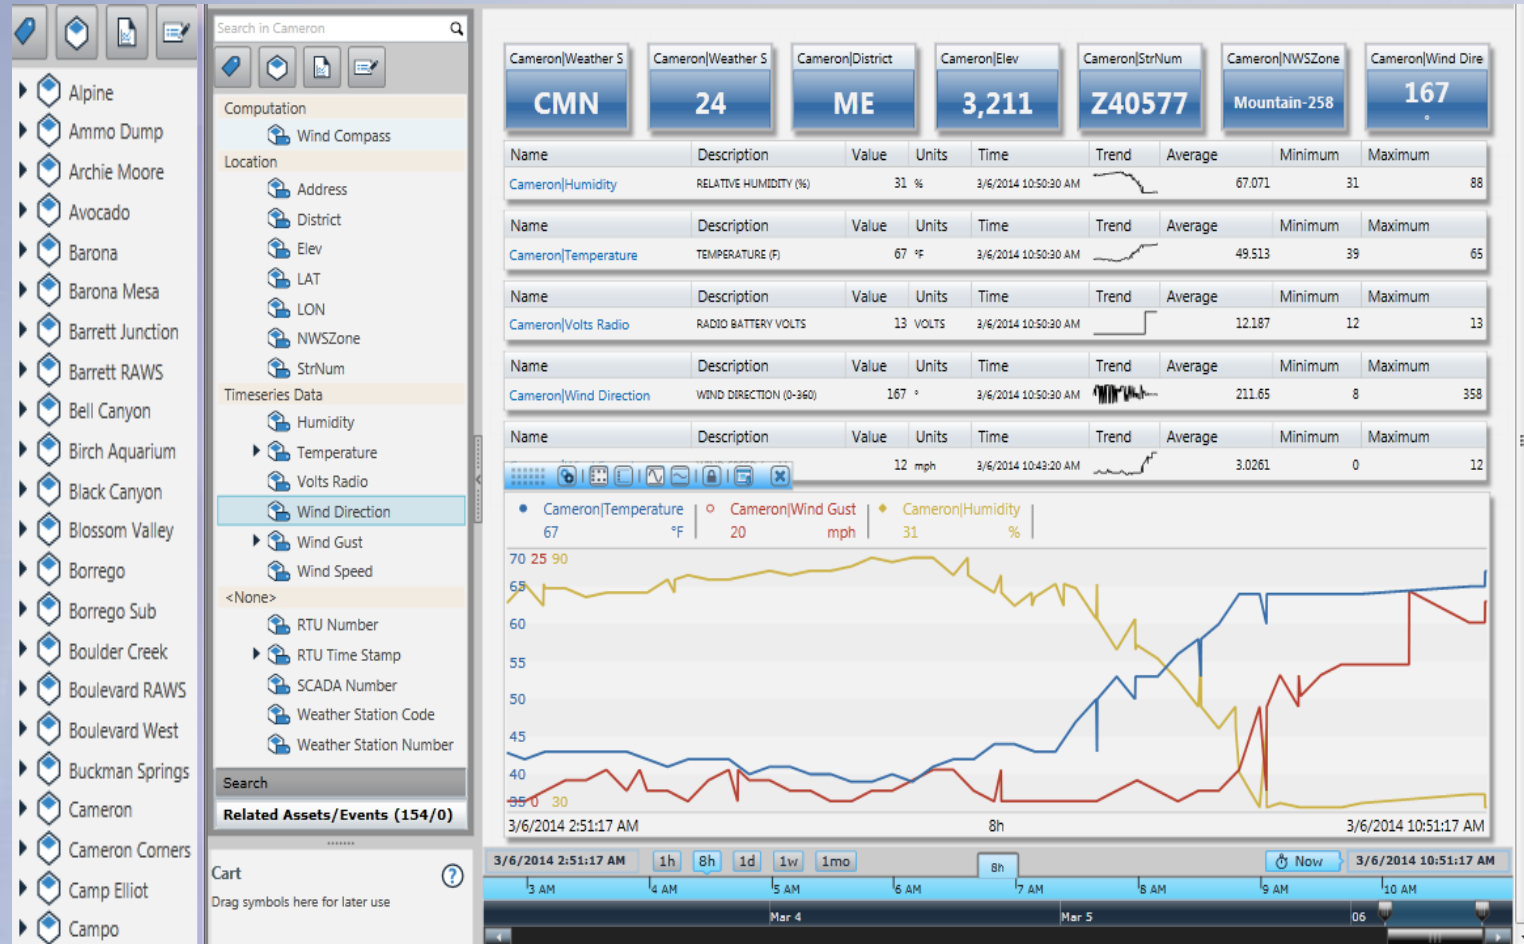 Alpine
Ammo Dump
Archie Moore
Avocado
Barona
Barona Mesa
Barrett Junction
Barrett RAWS
Bell Canyon
Birch Aquarium
Black Canyon
Blossom Valley
Borrego
Borrego Sub
Boulder Creek
Boulevard RAWS
Boulevard West
Buckman Springs
Cameron
Cameron Corners
Camp Elliot
Campo
Search in Cameron
Computation
Wind Compass
Location
Address
District
Elev
LAT
LON
NWSZone
StrNum
Timeseries Data
Humidity
Temperature
Volts Radio
Wind Direction
Wind Gust
Wind Speed
<None>
RTU Number
RTU Time Stamp
SCADA Number
Weather Station Code
Weather Station Number
Search
Related Assets/Events (154/0)
Cart
?
Drag symbols here for later use
Cameron|Weather S Cameron|Weather S Cameron|District Cameron|Elev Cameron|StrNum Cameron|NWSZone Cameron|Wind Dire
CMN 24 ME 3,211 Z40577 Mountain-258 167
°
Name Description Value Units Time Trend Average Minimum Maximum
Cameron|Humidity RELATIVE HUMIDITY (%) 31 % 3/6/2014 10:50:30 AM 67.071 31 88
Name Description Value Units Time Trend Average Minimum Maximum
Cameron|Temperature TEMPERATURE (F) 67 °F 3/6/2014 10:50:30 AM 49.513 39 65
Name Description Value Units Time Trend Average Minimum Maximum
Cameron|Volts Radio RADIO BATTERY VOLTS 13 VOLTS 3/6/2014 10:50:30 AM 12.187 12 13
Name Description Value Units Time Trend Average Minimum Maximum
Cameron|Wind Direction WIND DIRECTION (0-360) 167 ° 3/6/2014 10:50:30 AM 211.65 8 358
Name Description Value Units Time Trend Average Minimum Maximum
12 mph 3/6/2014 10:43:20 AM 3.0261 0 12
Cameron|Temperature Cameron|Wind Gust Cameron|Humidity
67 °F 20 mph 31 %
70 25 90
65
60
55
50
45
40
35 0 30
3/6/2014 2:51:17 AM 8h 3/6/2014 10:51:17 AM
3/6/2014 2:51:17 AM 1h 8h 1d 1w 1mo 8h Now 3/6/2014 10:51:17 AM
3 AM 4 AM 5 AM 6 AM 7 AM 8 AM 9 AM 10 AM
Mar 4 Mar 5 06